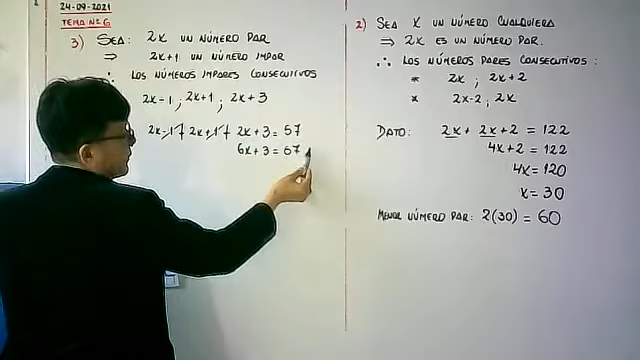 24-09-2021
TEMA Nº 6
3) SEA: 2X UN NÚMERO PAR
⇒ 2X+1 UN NÚMERO IMPAR
∴ LOS NÚMEROS IMPARES CONSECUTIVOS
2X-1 ; 2X+1 ; 2X+3
2X-1+2X+1+2X+3=57
6X+3=57
2) SEA X UN NÚMERO CUALQUIERA
⇒ 2X ES UN NÚMERO PAR.
∴ LOS NÚMEROS PARES CONSECUTIVOS:
* 2X ; 2X+2
* 2X-2 ; 2X
DATO: 2X + 2X+2 = 122
4X+2 = 122
4X = 120
X = 30
MENOR NÚMERO PAR: 2(30) = 60